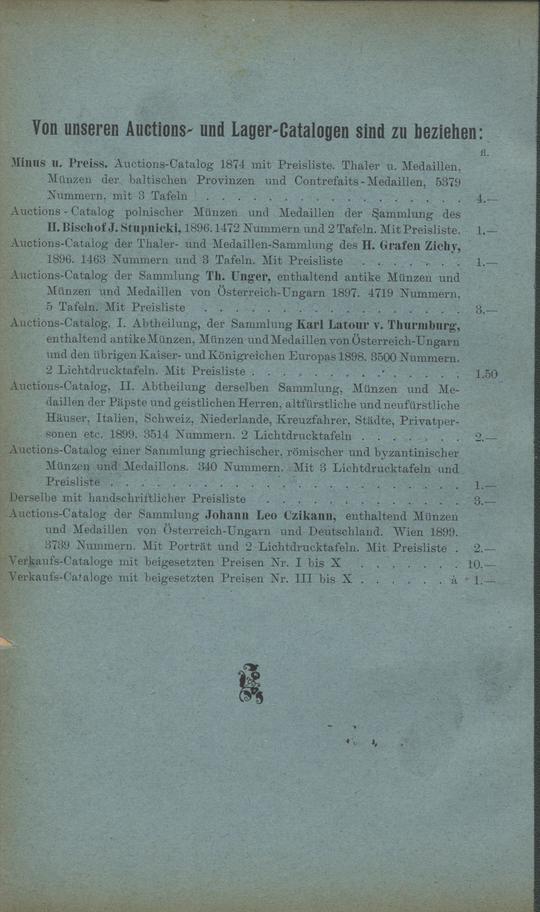 Von unseren Auctions- und Lager-Catalogen sind zu beziehen:
fl.
Minus u. Preiss. Auctions-Catalog 1874 mit Preisliste. Thaler u. Medaillen,
Münzen der baltischen Provinzen und Contrefaits-Medaillen, 5379
Nummern, mit 3 Tafeln . . . . . . . . . . . . . . . . . 4.—
Auctions-Catalog polnischer Münzen und Medaillen der Sammlung des
H. Bischof J. Stupnicki, 1896. 1472 Nummern und 2 Tafeln. Mit Preisliste. 1.—
Auctions-Catalog der Thaler- und Medaillen-Sammlung des H. Grafen Zichy,
1896. 1463 Nummern und 3 Tafeln. Mit Preisliste . . . . . . . 1.—
Auctions-Catalog der Sammlung Th. Unger, enthaltend antike Münzen und
Münzen und Medaillen von Österreich-Ungarn 1897. 4719 Nummern.
5 Tafeln. Mit Preisliste . . . . . . . . . . . . . . . . . 3.—
Auctions-Catalog, I. Abtheilung, der Sammlung Karl Latour v. Thurmburg,
enthaltend antike Münzen, Münzen und Medaillen von Österreich-Ungarn
und den übrigen Kaiser- und Königreichen Europas 1898. 3500 Nummern.
2 Lichtdrucktafeln. Mit Preisliste . . . . . . . . . . . . . 1.50
Auctions-Catalog, II. Abtheilung derselben Sammlung, Münzen und Me-
daillen der Päpste und geistlichen Herren, altfürstliche und neufürstliche
Häuser, Italien, Schweiz, Niederlande, Kreuzfahrer, Städte, Privatper-
sonen etc. 1899. 3514 Nummern. 2 Lichtdrucktafeln . . . . . . 2.—
Auctions-Catalog einer Sammlung griechischer, römischer und byzantinischer
Münzen und Medaillons. 340 Nummern. Mit 3 Lichtdrucktafeln und
Preisliste . . . . . . . . . . . . . . . . . . . . . . . 1.—
Derselbe mit handschriftlicher Preisliste . . . . . . . . . . . . 3.—
Auctions-Catalog der Sammlung Johann Leo Czikann, enthaltend Münzen
und Medaillen von Österreich-Ungarn und Deutschland. Wien 1899.
3739 Nummern. Mit Porträt und 2 Lichtdrucktafeln. Mit Preisliste . 2.—
Verkaufs-Cataloge mit beigesetzten Preisen Nr. I bis X . . . . . . . 10.—
Verkaufs-Cataloge mit beigesetzten Preisen Nr. III bis X . . . . . . à 1.—